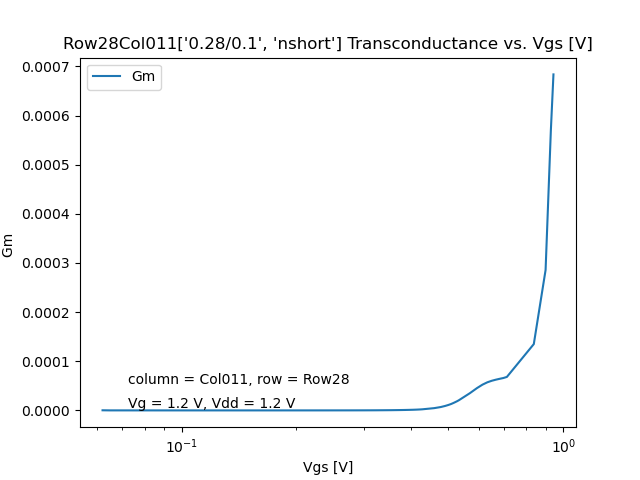 Row28Col011['0.28/0.1', 'nshort'] Transconductance vs. Vgs [V]
Gm
0.0007
0.0006
0.0005
0.0004
0.0003
0.0002
0.0001
0.0000
Gm
column = Col011, row = Row28
Vg = 1.2 V, Vdd = 1.2 V
10⁻¹
10⁰
Vgs [V]